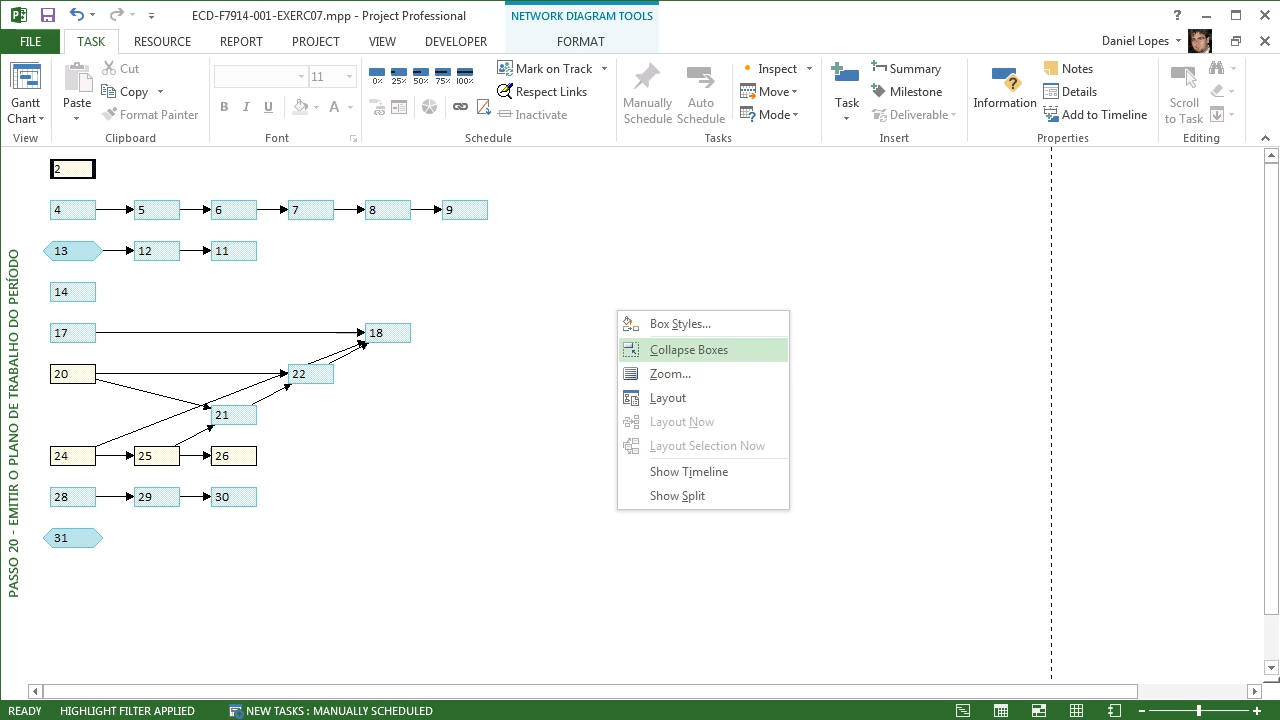 ECD-F7914-001-EXERC07.mpp - Project Professional
NETWORK DIAGRAM TOOLS
FILE TASK RESOURCE REPORT PROJECT VIEW DEVELOPER FORMAT
Daniel Lopes
Gantt Chart
View
Paste
Cut
Copy
Format Painter
Clipboard
11
B I U A
Font
0% 25% 50% 75% 100%
Mark on Track
Respect Links
Inactivate
Schedule
Manually Schedule
Auto Schedule
Inspect
Move
Mode
Tasks
Task
Summary
Milestone
Deliverable
Insert
Information
Notes
Details
Add to Timeline
Properties
Scroll to Task
Editing
PASSO 20 - EMITIR O PLANO DE TRABALHO DO PERÍODO
2
4 5 6 7 8 9
13 12 11
14
17 18
20 22
21
24 25 26
28 29 30
31
Box Styles...
Collapse Boxes
Zoom...
Layout
Layout Now
Layout Selection Now
Show Timeline
Show Split
READY HIGHLIGHT FILTER APPLIED NEW TASKS : MANUALLY SCHEDULED